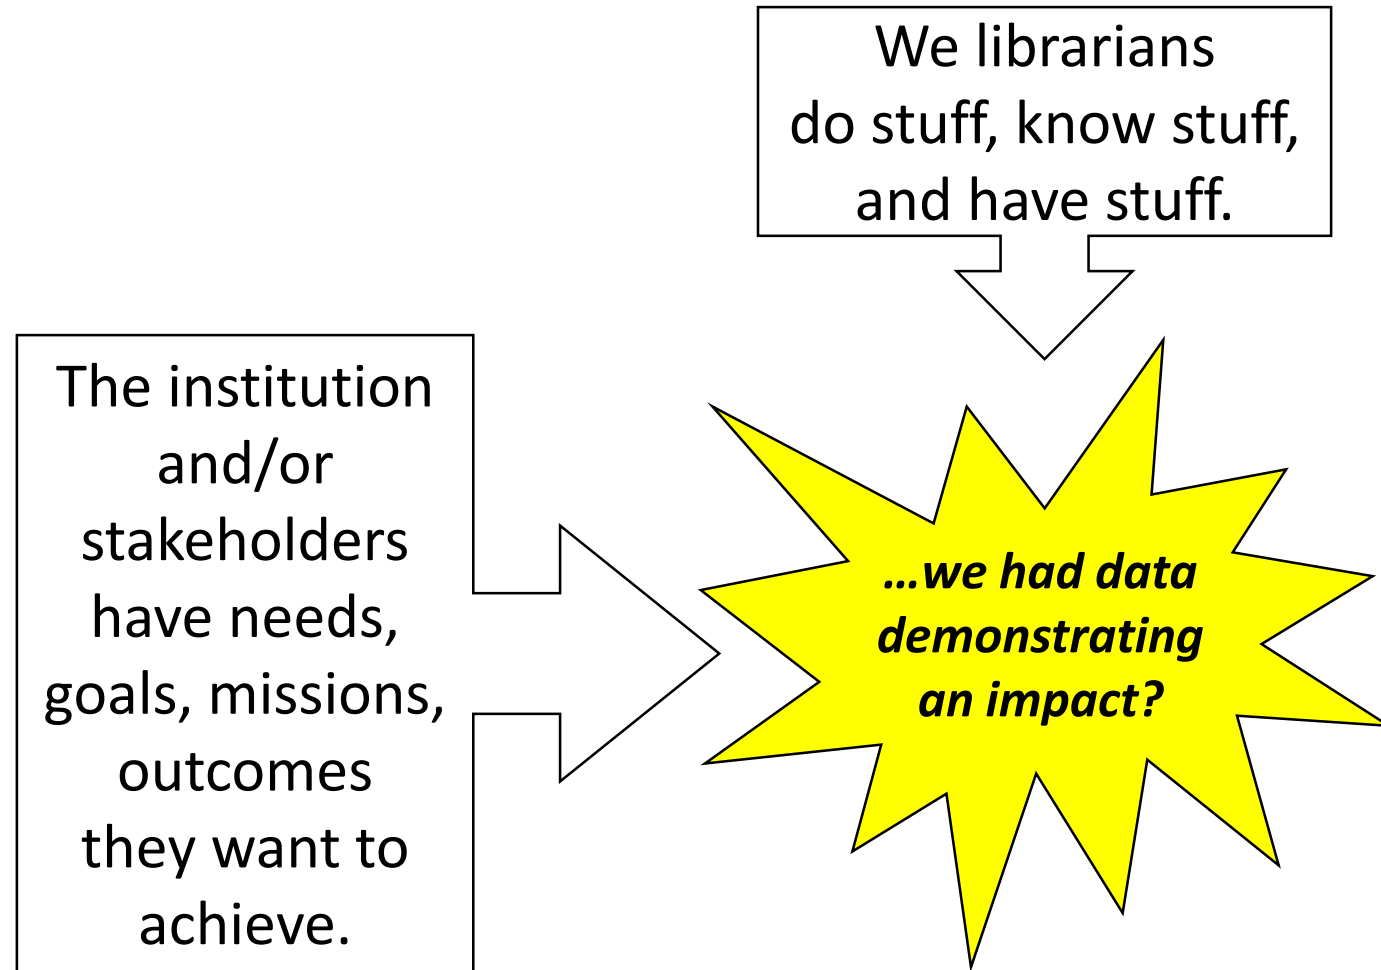 We librarians
do stuff, know stuff,
and have stuff.
The institution
and/or
stakeholders
have needs,
goals, missions,
outcomes
they want to
achieve.
...we had data
demonstrating
an impact?